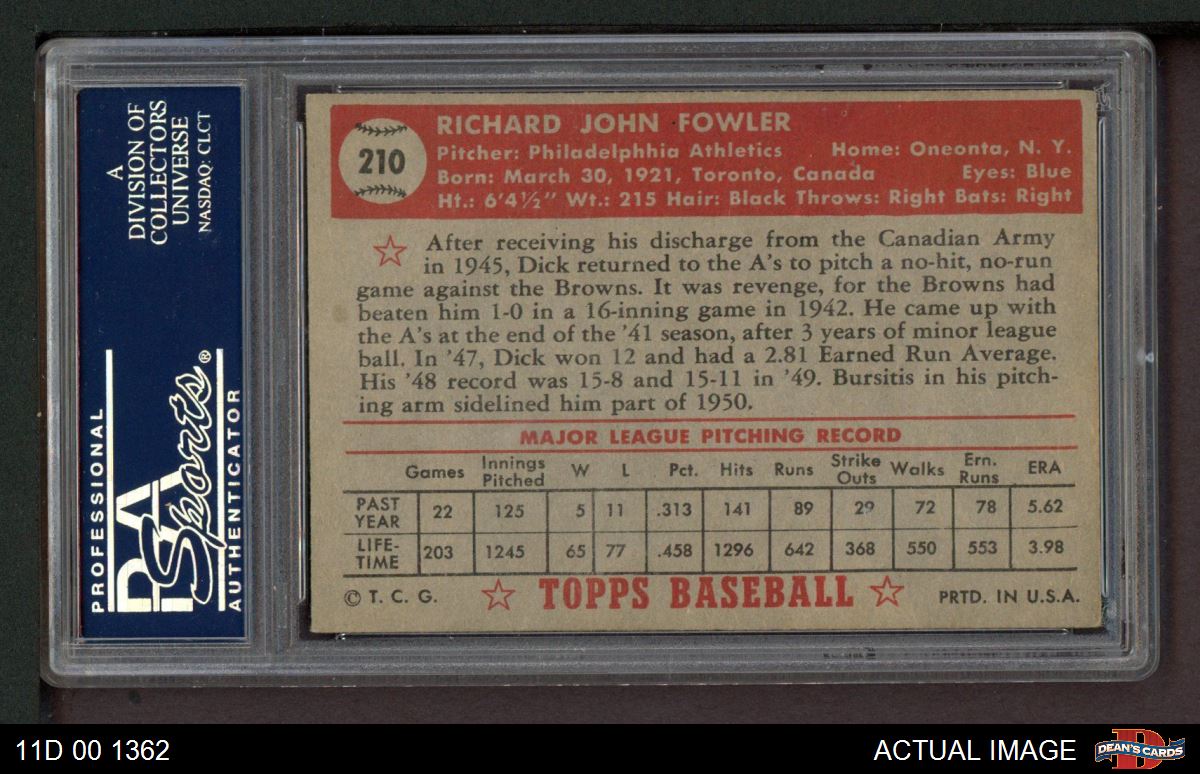 A
DIVISION OF
COLLECTORS
UNIVERSE
NASDAQ: CLCT
PROFESSIONAL
PSA
Sports®
AUTHENTICATOR
210
RICHARD JOHN FOWLER
Pitcher: Philadelphhia Athletics Home: Oneonta, N. Y.
Born: March 30, 1921, Toronto, Canada Eyes: Blue
Ht.: 6'4½" Wt.: 215 Hair: Black Throws: Right Bats: Right
After receiving his discharge from the Canadian Army
in 1945, Dick returned to the A's to pitch a no-hit, no-run
game against the Browns. It was revenge, for the Browns had
beaten him 1-0 in a 16-inning game in 1942. He came up with
the A's at the end of the '41 season, after 3 years of minor league
ball. In '47, Dick won 12 and had a 2.81 Earned Run Average.
His '48 record was 15-8 and 15-11 in '49. Bursitis in his pitch-
ing arm sidelined him part of 1950.
MAJOR LEAGUE PITCHING RECORD
Games Innings Pitched W L Pct. Hits Runs Strike Outs Walks Ern. Runs ERA
PAST YEAR 22 125 5 11 .313 141 89 29 72 78 5.62
LIFE-TIME 203 1245 65 77 .458 1296 642 368 550 553 3.98
© T. C. G. TOPPS BASEBALL PRTD. IN U.S.A.
11D 00 1362 ACTUAL IMAGE DEAN'S CARDS